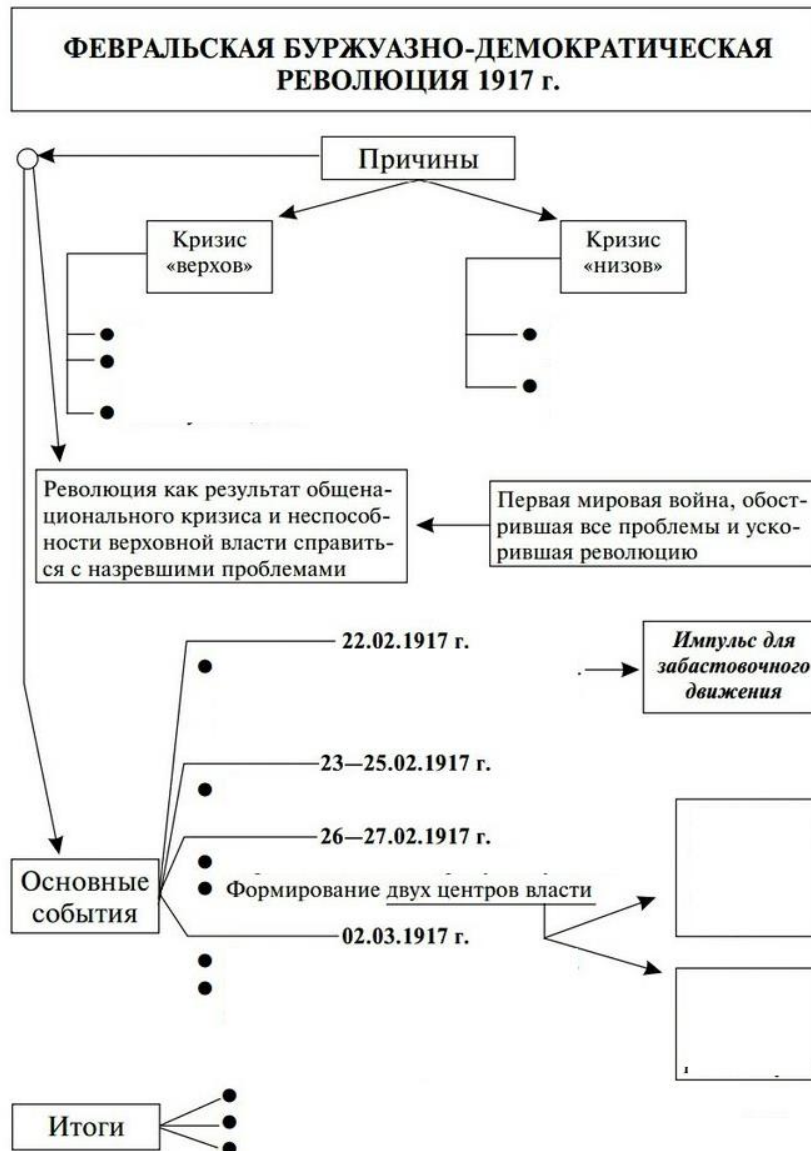 ФЕВРАЛЬСКАЯ БУРЖУАЗНО-ДЕМОКРАТИЧЕСКАЯ
РЕВОЛЮЦИЯ 1917 г.
Причины
Кризис
«верхов»
Кризис
«низов»
Революция как результат общена-
ционального кризиса и неспособ-
ности верховной власти справить-
ся с назревшими проблемами
Первая мировая война, обост-
рившая все проблемы и уско-
рившая революцию
22.02.1917 г.
Импульс для
забастовочного
движения
23—25.02.1917 г.
26—27.02.1917 г.
Основные
события
Формирование двух центров власти
02.03.1917 г.
Итоги